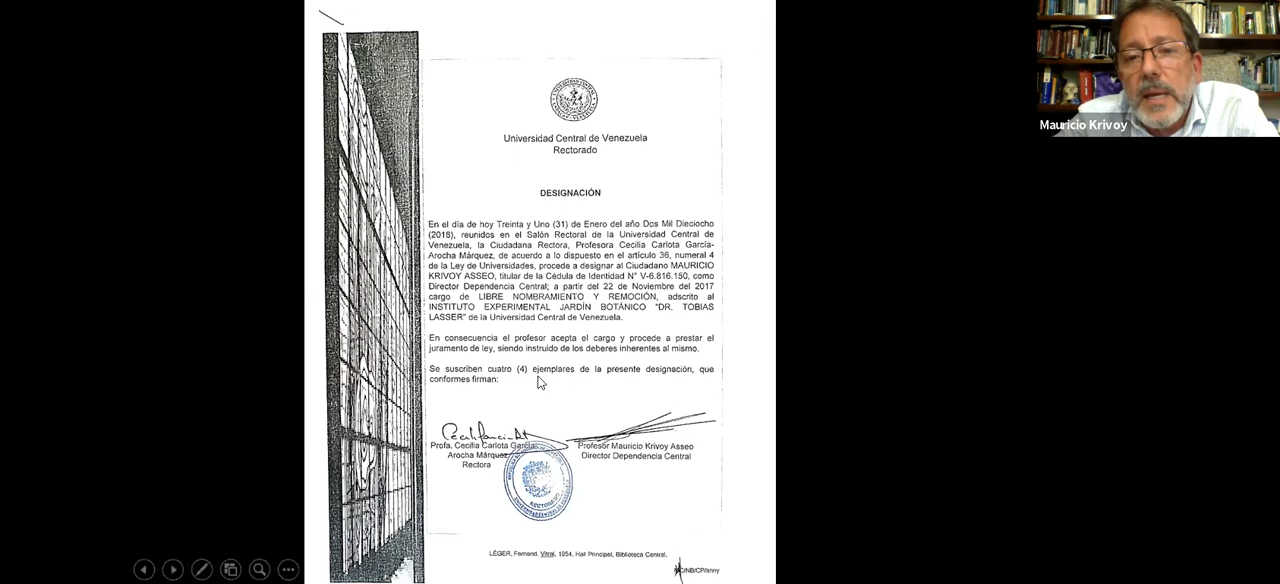 Universidad Central de Venezuela
Rectorado
DESIGNACIÓN
En el día de hoy Treinta y Uno (31) de Enero del año Dos Mil Dieciocho
(2018), reunidos en el Salón Rectoral de la Universidad Central de
Venezuela, la Ciudadana Rectora, Profesora Cecilia Carlota García-
Arocha Márquez, de acuerdo a lo dispuesto en el artículo 36, numeral 4
de la Ley de Universidades, procede a designar al Ciudadano MAURICIO
KRIVOY ASSEO, titular de la Cédula de Identidad N° V-6.816.150, como
Director Dependencia Central; a partir del 22 de Noviembre del 2017
cargo de LIBRE NOMBRAMIENTO Y REMOCIÓN, adscrito al
INSTITUTO EXPERIMENTAL JARDÍN BOTÁNICO "DR. TOBIAS
LASSER" de la Universidad Central de Venezuela.
En consecuencia el profesor acepta el cargo y procede a prestar el
juramento de ley, siendo instruido de los deberes inherentes al mismo.
Se suscriben cuatro (4) ejemplares de la presente designación, que
conformes firman:
Profa. Cecilia Carlota García
Arocha Márquez
Rectora
Profesor Mauricio Krivoy Asseo
Director Dependencia Central
RECTORADO
LÉGER, Fernand. Vitral, 1954, Hall Principal, Biblioteca Central.
/NB/CP/anny
Mauricio Krivoy